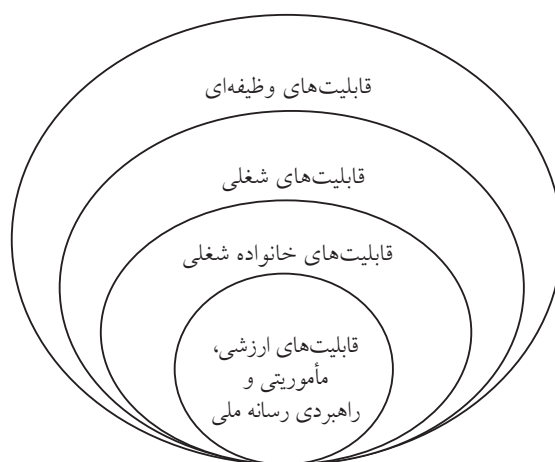 قابلیت‌های وظیفه‌ای
قابلیت‌های شغلی
قابلیت‌های خانواده شغلی
قابلیت‌های ارزشی،
مأموریتی و
راهبردی رسانه ملی